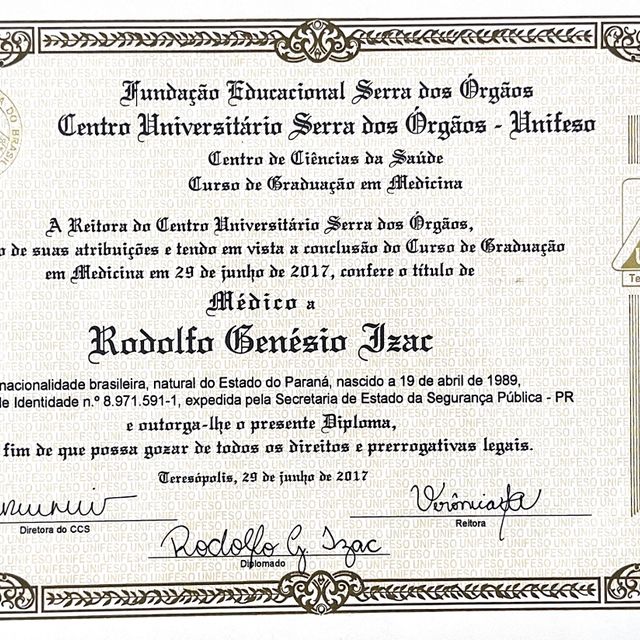 Fundação Educacional Serra dos Órgãos
Centro Universitário Serra dos Órgãos - Unifeso
Centro de Ciências da Saúde
Curso de Graduação em Medicina
A Reitora do Centro Universitário Serra dos Órgãos,
o de suas atribuições e tendo em vista a conclusão do Curso de Graduação
em Medicina em 29 de junho de 2017, confere o título de
Médico a
Rodolfo Genésio Izac
nacionalidade brasileira, natural do Estado do Paraná, nascido a 19 de abril de 1989,
de Identidade n.º 8.971.591-1, expedida pela Secretaria de Estado da Segurança Pública - PR
e outorga-lhe o presente Diploma,
fim de que possa gozar de todos os direitos e prerrogativas legais.
Teresópolis, 29 de junho de 2017
Diretora do CCS
Reitora
Rodolfo G. Izac
Diplomado